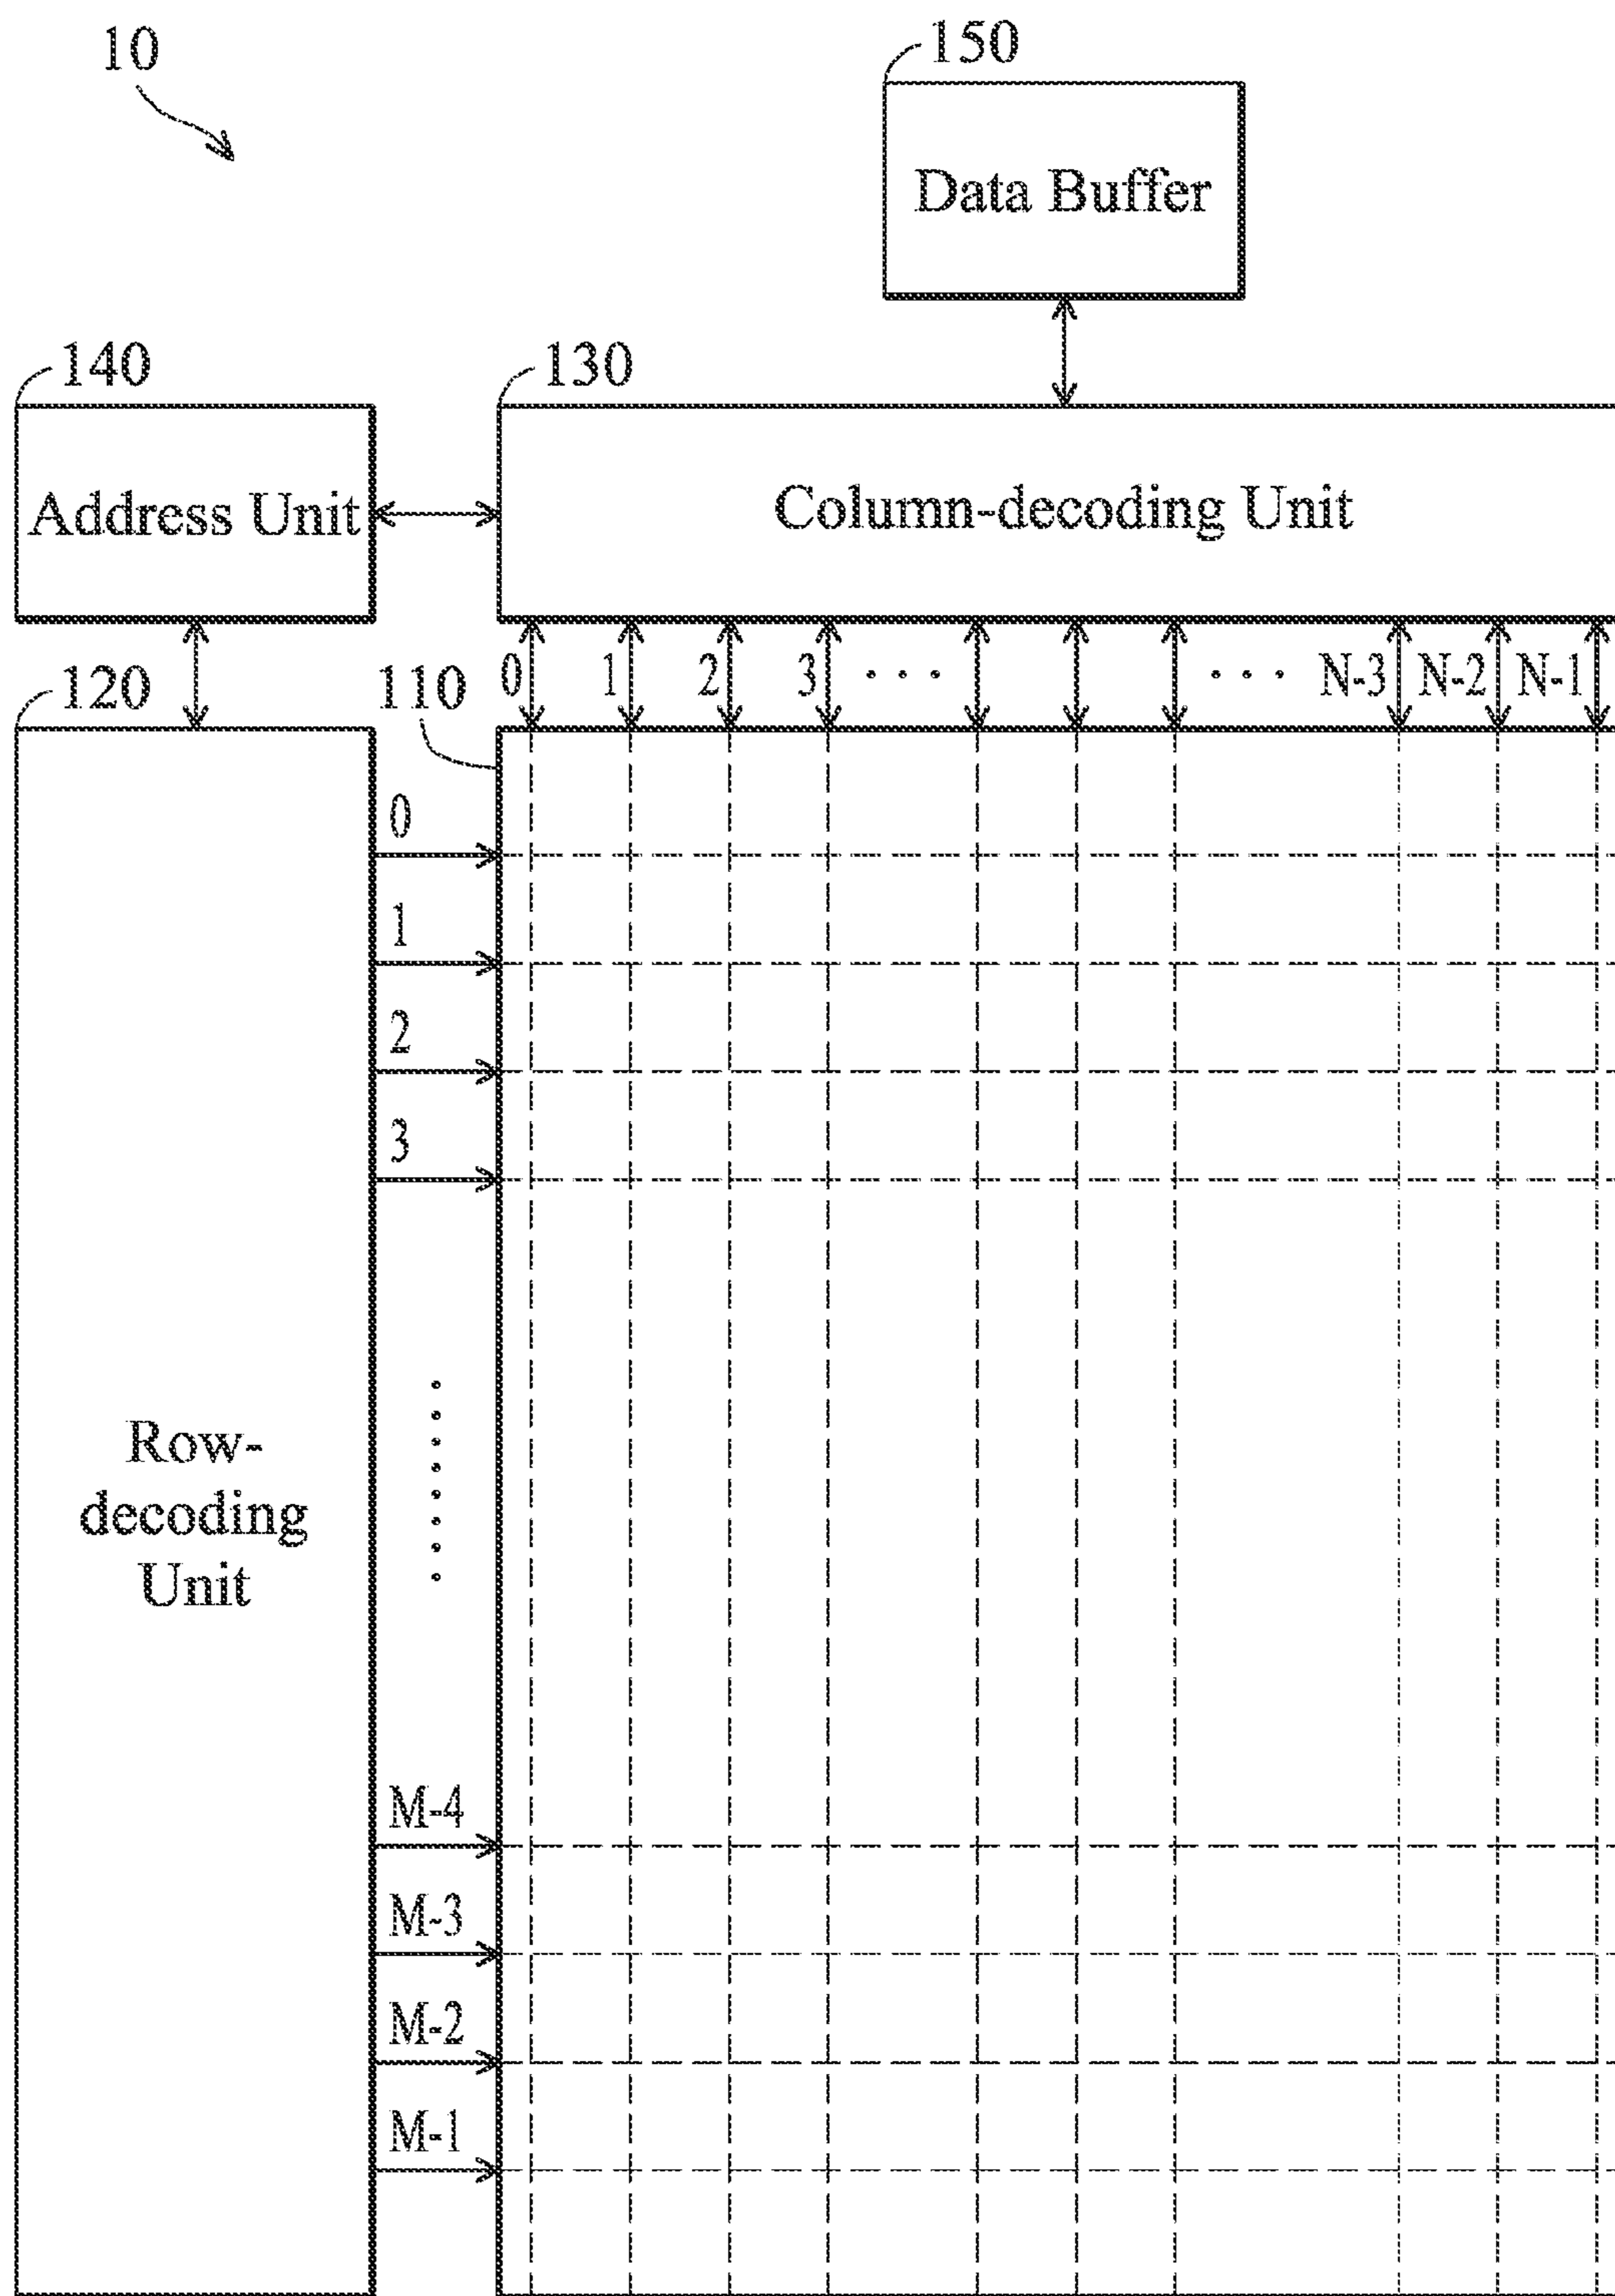 10
150
Data Buffer
140
130
Address Unit
Column-decoding Unit
120
110
0 1 2 3 · · · · · · N-3 N-2 N-1
0
1
2
3
Row-
decoding
Unit
M-4
M-3
M-2
M-1